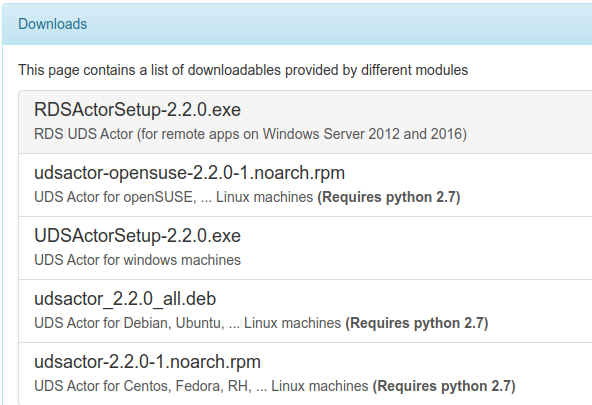 Downloads
This page contains a list of downloadables provided by different modules
RDSActorSetup-2.2.0.exe
RDS UDS Actor (for remote apps on Windows Server 2012 and 2016)
udsactor-opensuse-2.2.0-1.noarch.rpm
UDS Actor for openSUSE, ... Linux machines (Requires python 2.7)
UDSActorSetup-2.2.0.exe
UDS Actor for windows machines
udsactor_2.2.0_all.deb
UDS Actor for Debian, Ubuntu, ... Linux machines (Requires python 2.7)
udsactor-2.2.0-1.noarch.rpm
UDS Actor for Centos, Fedora, RH, ... Linux machines (Requires python 2.7)